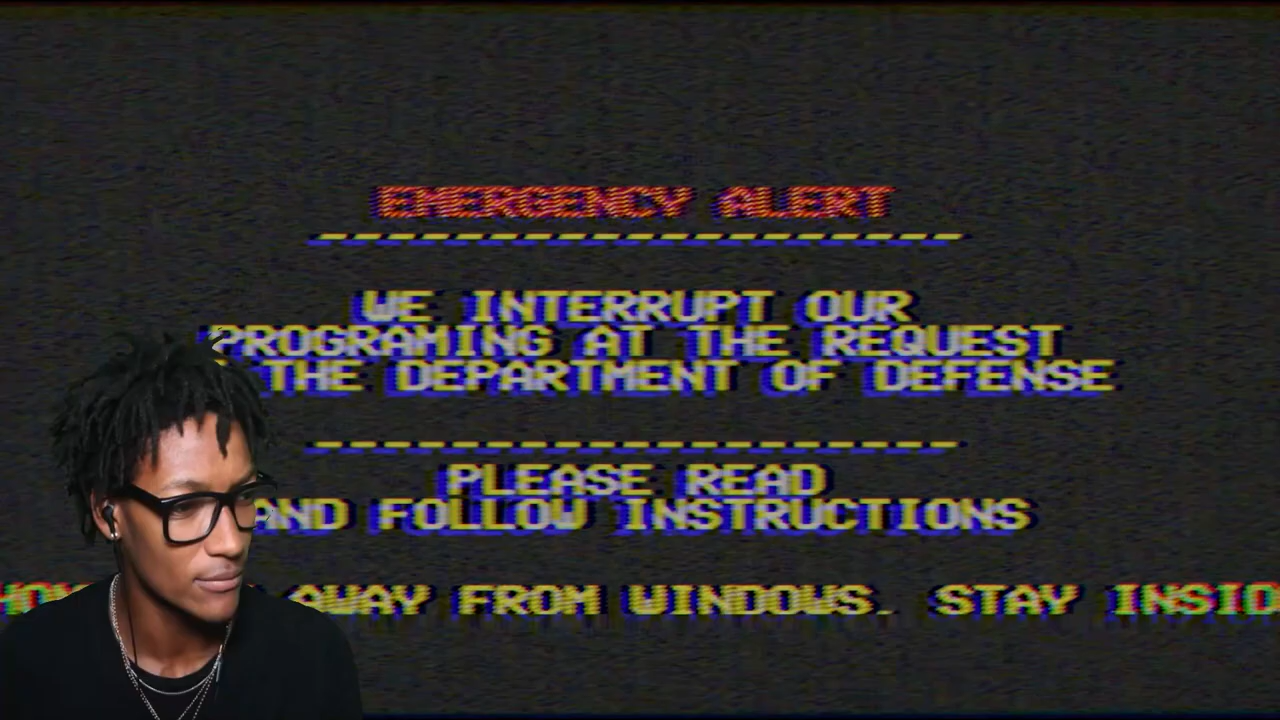 EMERGENCY ALERT
WE INTERRUPT OUR
PROGRAMING AT THE REQUEST
THE DEPARTMENT OF DEFENSE
PLEASE READ
AND FOLLOW INSTRUCTIONS
AWAY FROM WINDOWS. STAY INSID